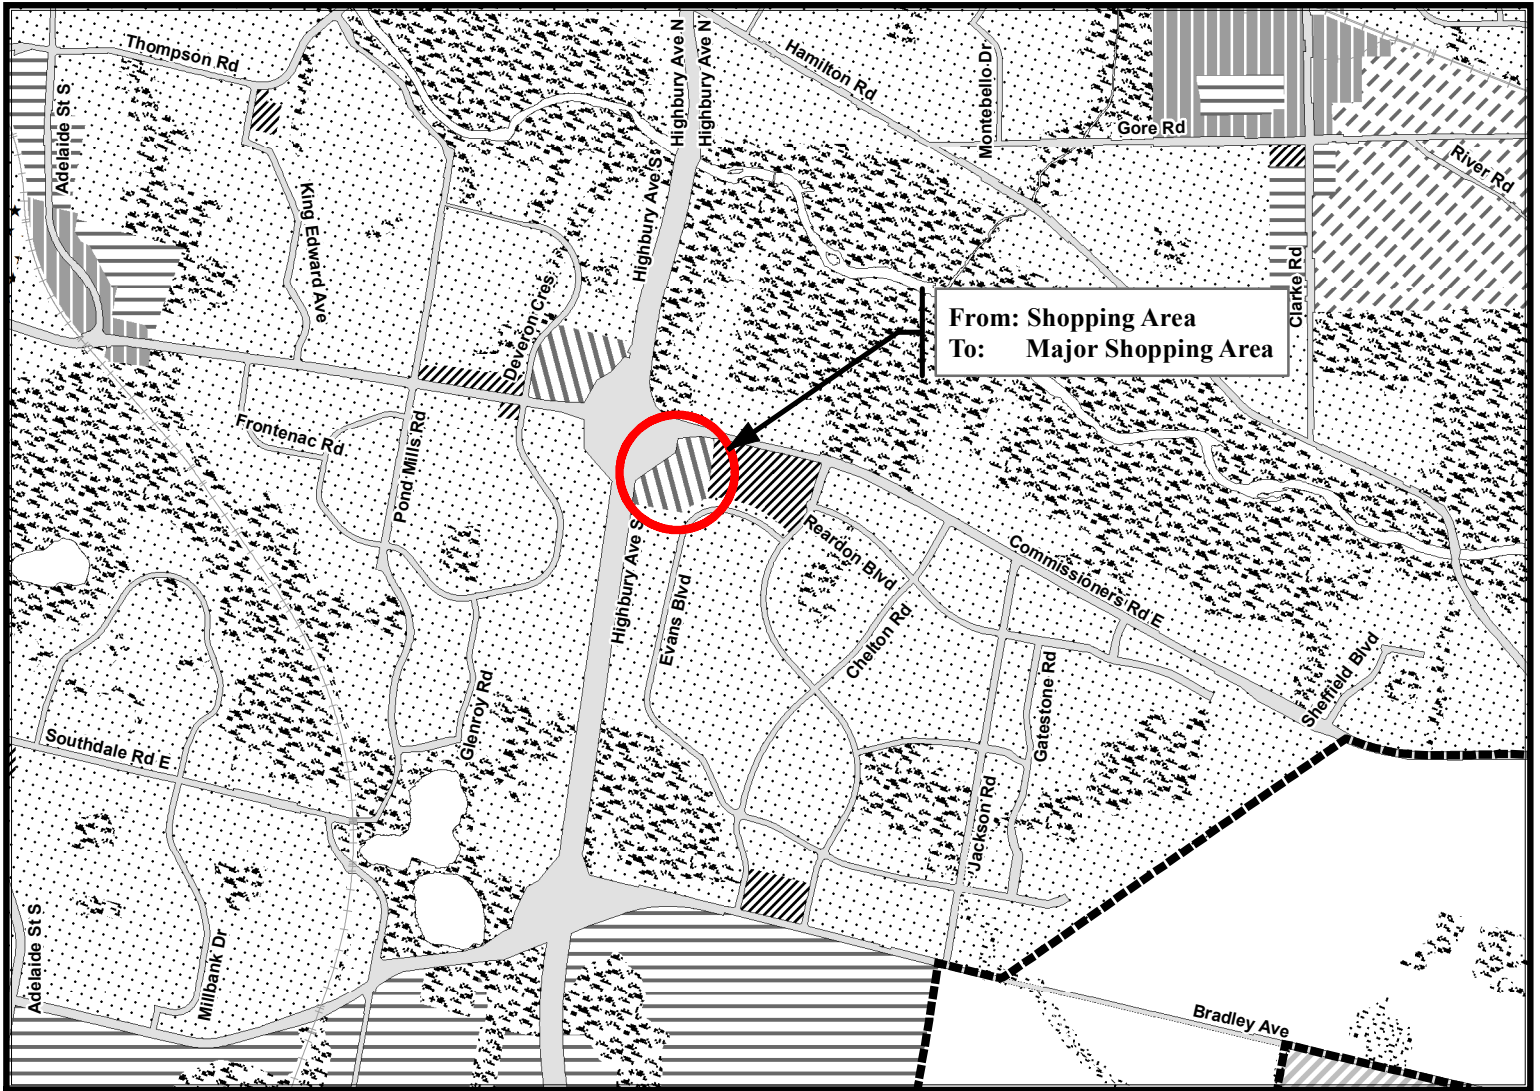 Thompson Rd
Adelaide St S
King Edward Ave
Highbury Ave N
Highbury Ave N
Hamilton Rd
Montebello Dr
Gore Rd
River Rd
Highbury Ave S
Deveron Cres
Clarke Rd
From: Shopping Area
To: Major Shopping Area
Frontenac Rd
Pond Mills Rd
Highbury Ave S
Evans Blvd
Reardon Blvd
Chelton Rd
Commissioners Rd E
Gatestone Rd
Sheffield Blvd
Glenroy Rd
Southdale Rd E
Jackson Rd
Adelaide St S
Millbank Dr
Bradley Ave